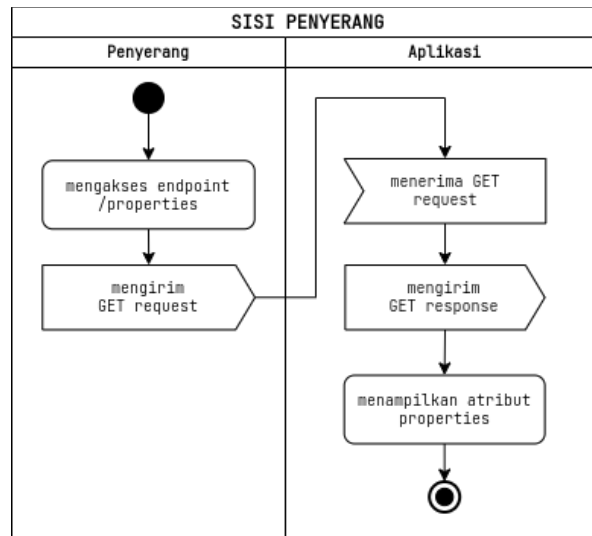 SISI PENYERANG
Penyerang
Aplikasi
mengakses endpoint
/properties
mengirim
GET request
menerima GET
request
mengirim
GET response
menampilkan atribut
properties